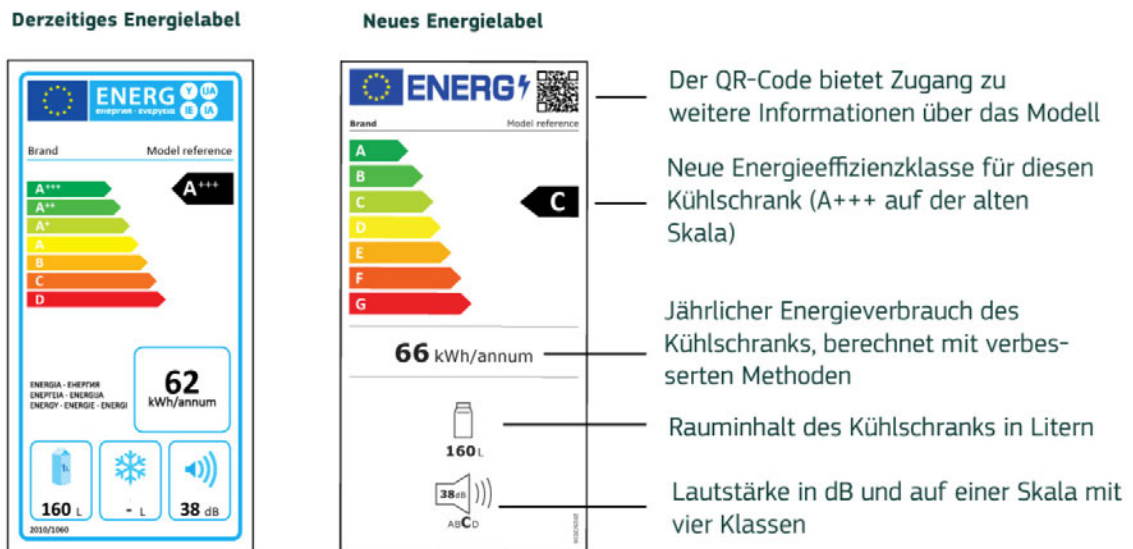 Derzeitiges Energielabel
ENERG Y UA
енергия · ενεργεια IE IA
Brand Model reference
A+++
A+++
A++
A+
A
B
C
D
ENERGIA · ЕНЕРГИЯ
ΕΝΕΡΓΕΙΑ · ENERGIJA
ENERGY · ENERGIE · ENERGI
62
kWh/annum
1L
160 L
- L
38 dB
2010/1060
Neues Energielabel
ENERG
Brand Model reference
A
B
C
C
D
E
F
G
66 kWh/annum
160 L
38dB
ABCD
Der QR-Code bietet Zugang zu
weitere Informationen über das Modell
Neue Energieeffizienzklasse für diesen
Kühlschrank (A+++ auf der alten
Skala)
Jährlicher Energieverbrauch des
Kühlschranks, berechnet mit verbes-
serten Methoden
Rauminhalt des Kühlschranks in Litern
Lautstärke in dB und auf einer Skala mit
vier Klassen